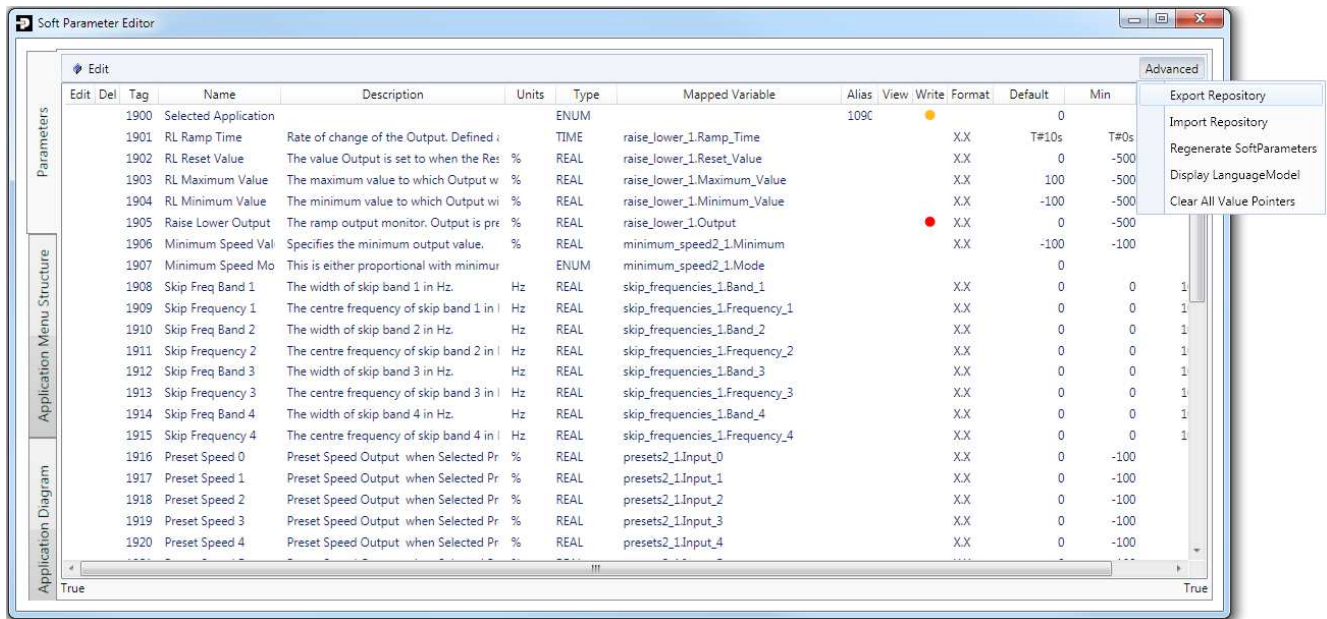 Soft Parameter Editor
Parameters
Application Menu Structure
Application Diagram
Edit
Advanced
Edit Del Tag Name Description Units Type Mapped Variable Alias View Write Format Default Min
1900 Selected Application ENUM 1090 0
1901 RL Ramp Time Rate of change of the Output. Defined TIME raise_lower_1.Ramp_Time X.X T#10s T#0s
1902 RL Reset Value The value Output is set to when the Res % REAL raise_lower_1.Reset_Value X.X 0 -500
1903 RL Maximum Value The maximum value to which Output w % REAL raise_lower_1.Maximum_Value X.X 100 -500
1904 RL Minimum Value The minimum value to which Output wi % REAL raise_lower_1.Minimum_Value X.X -100 -500
1905 Raise Lower Output The ramp output monitor. Output is pre % REAL raise_lower_1.Output X.X 0 -500
1906 Minimum Speed Val Specifies the minimum output value. % REAL minimum_speed2_1.Minimum X.X -100 -100
1907 Minimum Speed Mo This is either proportional with minimur ENUM minimum_speed2_1.Mode 0
1908 Skip Freq Band 1 The width of skip band 1 in Hz. Hz REAL skip_frequencies_1.Band_1 X.X 0 0 1
1909 Skip Frequency 1 The centre frequency of skip band 1 in Hz REAL skip_frequencies_1.Frequency_1 X.X 0 0 1
1910 Skip Freq Band 2 The width of skip band 2 in Hz. Hz REAL skip_frequencies_1.Band_2 X.X 0 0 1
1911 Skip Frequency 2 The centre frequency of skip band 2 in Hz REAL skip_frequencies_1.Frequency_2 X.X 0 0 1
1912 Skip Freq Band 3 The width of skip band 3 in Hz. Hz REAL skip_frequencies_1.Band_3 X.X 0 0 1
1913 Skip Frequency 3 The centre frequency of skip band 3 in Hz REAL skip_frequencies_1.Frequency_3 X.X 0 0 1
1914 Skip Freq Band 4 The width of skip band 4 in Hz. Hz REAL skip_frequencies_1.Band_4 X.X 0 0 1
1915 Skip Frequency 4 The centre frequency of skip band 4 in Hz REAL skip_frequencies_1.Frequency_4 X.X 0 0 1
1916 Preset Speed 0 Preset Speed Output when Selected Pr % REAL presets2_1.Input_0 X.X 0 -100
1917 Preset Speed 1 Preset Speed Output when Selected Pr % REAL presets2_1.Input_1 X.X 0 -100
1918 Preset Speed 2 Preset Speed Output when Selected Pr % REAL presets2_1.Input_2 X.X 0 -100
1919 Preset Speed 3 Preset Speed Output when Selected Pr % REAL presets2_1.Input_3 X.X 0 -100
1920 Preset Speed 4 Preset Speed Output when Selected Pr % REAL presets2_1.Input_4 X.X 0 -100
True True
Export Repository
Import Repository
Regenerate SoftParameters
Display LanguageModel
Clear All Value Pointers